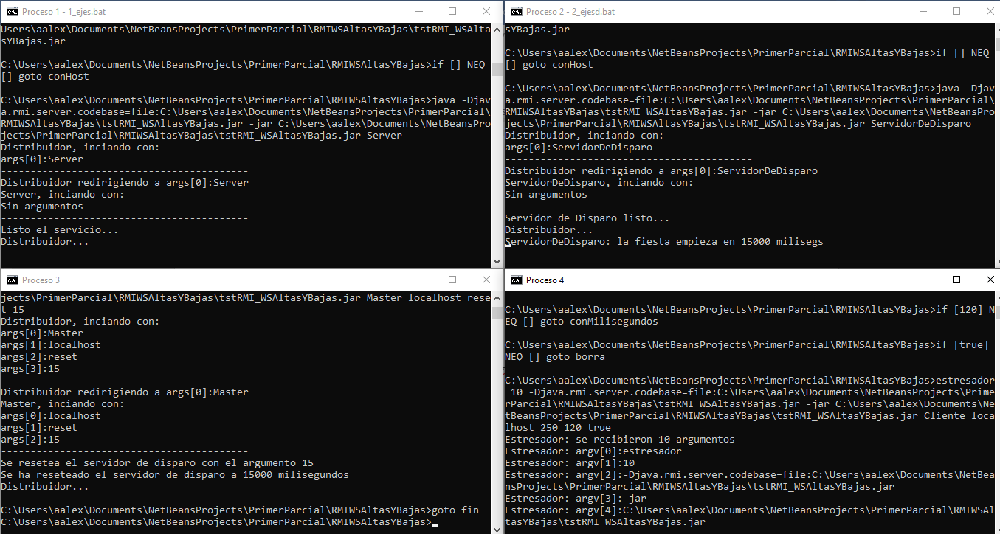 Proceso 1 - 1_ejes.bat
Users\aalex\Documents\NetBeansProjects\PrimerParcial\RMIWSAltasYBajas\tstRMI_WSAlta
sYBajas.jar
C:\Users\aalex\Documents\NetBeansProjects\PrimerParcial\RMIWSAltasYBajas>if [] NEQ
[] goto conHost
C:\Users\aalex\Documents\NetBeansProjects\PrimerParcial\RMIWSAltasYBajas>java -Djav
a.rmi.server.codebase=file:C:\Users\aalex\Documents\NetBeansProjects\PrimerParcial\
RMIWSAltasYBajas\tstRMI_WSAltasYBajas.jar -jar C:\Users\aalex\Documents\NetBeansPro
jects\PrimerParcial\RMIWSAltasYBajas\tstRMI_WSAltasYBajas.jar Server
Distribuidor, inciando con:
args[0]:Server
------------------------------------------
Distribuidor redirigiendo a args[0]:Server
Server, inciando con:
Sin argumentos
------------------------------------------
Listo el servicio...
Distribuidor...
Proceso 2 - 2_ejesd.bat
sYBajas.jar
C:\Users\aalex\Documents\NetBeansProjects\PrimerParcial\RMIWSAltasYBajas>if [] NEQ
[] goto conHost
C:\Users\aalex\Documents\NetBeansProjects\PrimerParcial\RMIWSAltasYBajas>java -Djav
a.rmi.server.codebase=file:C:\Users\aalex\Documents\NetBeansProjects\PrimerParcial\
RMIWSAltasYBajas\tstRMI_WSAltasYBajas.jar -jar C:\Users\aalex\Documents\NetBeansPro
jects\PrimerParcial\RMIWSAltasYBajas\tstRMI_WSAltasYBajas.jar ServidorDeDisparo
Distribuidor, inciando con:
args[0]:ServidorDeDisparo
------------------------------------------
Distribuidor redirigiendo a args[0]:ServidorDeDisparo
ServidorDeDisparo, inciando con:
Sin argumentos
------------------------------------------
Servidor de Disparo listo...
Distribuidor...
ServidorDeDisparo: la fiesta empieza en 15000 milisegs
Proceso 3
jects\PrimerParcial\RMIWSAltasYBajas\tstRMI_WSAltasYBajas.jar Master localhost rese
t 15
Distribuidor, inciando con:
args[0]:Master
args[1]:localhost
args[2]:reset
args[3]:15
------------------------------------------
Distribuidor redirigiendo a args[0]:Master
Master, inciando con:
args[0]:localhost
args[1]:reset
args[2]:15
------------------------------------------
Se resetea el servidor de disparo con el argumento 15
Se ha reseteado el servidor de disparo a 15000 milisegundos
Distribuidor...
C:\Users\aalex\Documents\NetBeansProjects\PrimerParcial\RMIWSAltasYBajas>goto fin
C:\Users\aalex\Documents\NetBeansProjects\PrimerParcial\RMIWSAltasYBajas>
Proceso 4
C:\Users\aalex\Documents\NetBeansProjects\PrimerParcial\RMIWSAltasYBajas>if [120] N
EQ [] goto conMilisegundos
C:\Users\aalex\Documents\NetBeansProjects\PrimerParcial\RMIWSAltasYBajas>if [true]
NEQ [] goto borra
C:\Users\aalex\Documents\NetBeansProjects\PrimerParcial\RMIWSAltasYBajas>estresador
10 -Djava.rmi.server.codebase=file:C:\Users\aalex\Documents\NetBeansProjects\Prime
rParcial\RMIWSAltasYBajas\tstRMI_WSAltasYBajas.jar -jar C:\Users\aalex\Documents\Ne
tBeansProjects\PrimerParcial\RMIWSAltasYBajas\tstRMI_WSAltasYBajas.jar Cliente loca
lhost 250 120 true
Estresador: se recibieron 10 argumentos
Estresador: argv[0]:estresador
Estresador: argv[1]:10
Estresador: argv[2]:-Djava.rmi.server.codebase=file:C:\Users\aalex\Documents\NetBea
nsProjects\PrimerParcial\RMIWSAltasYBajas\tstRMI_WSAltasYBajas.jar
Estresador: argv[3]:-jar
Estresador: argv[4]:C:\Users\aalex\Documents\NetBeansProjects\PrimerParcial\RMIWSAl
tasYBajas\tstRMI_WSAltasYBajas.jar